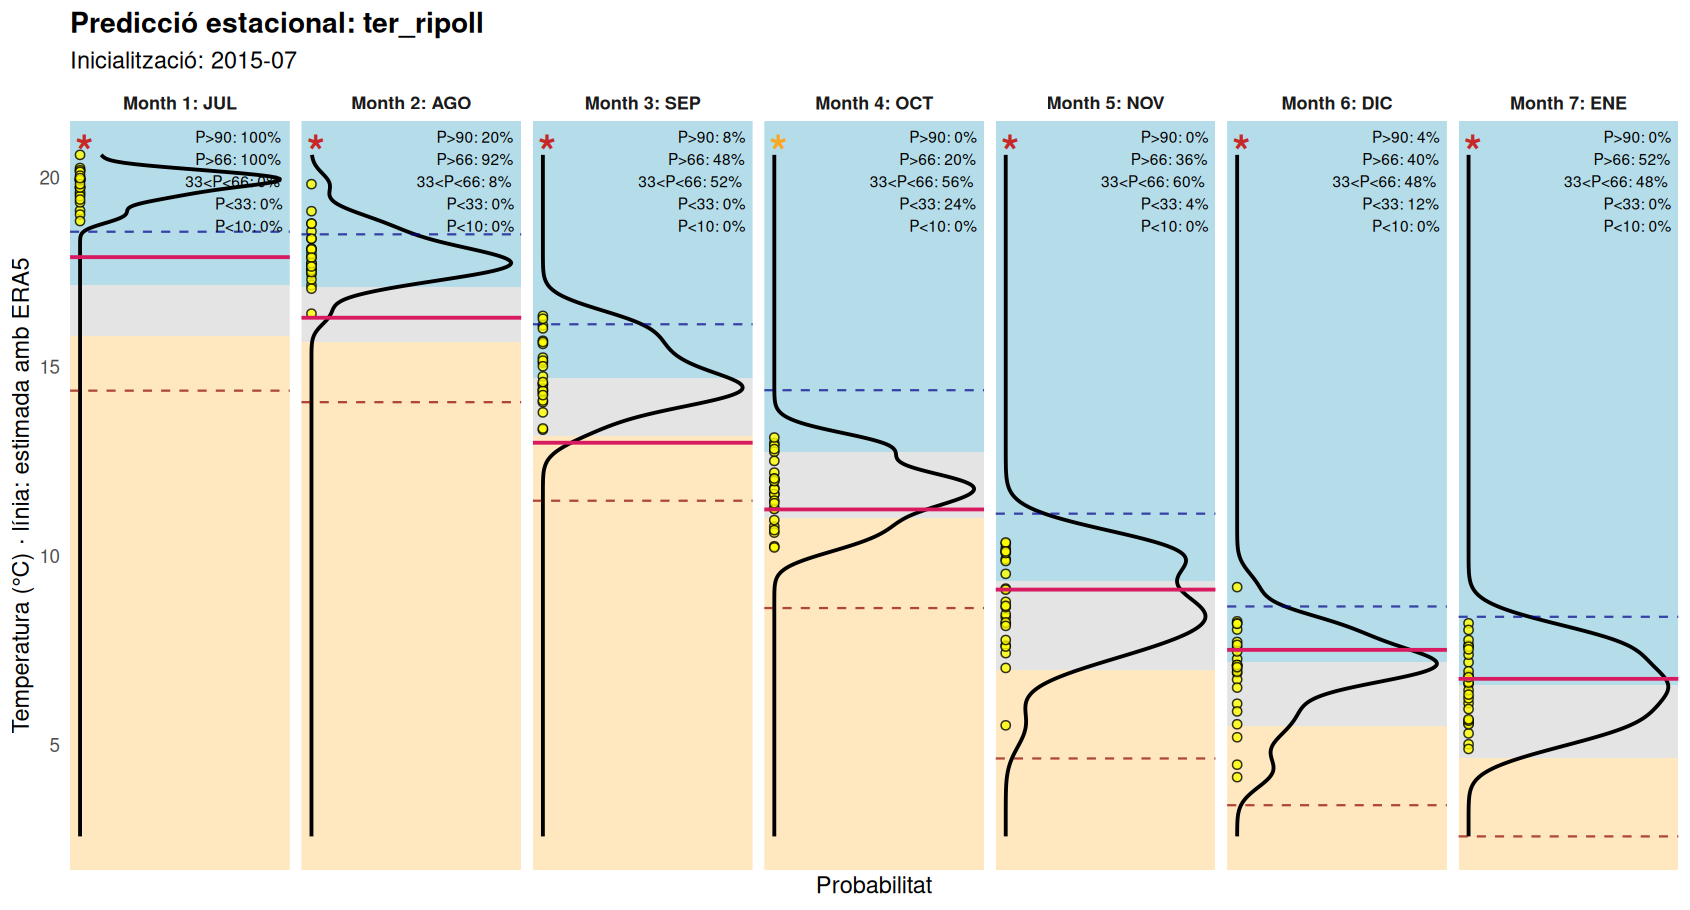 Predicció estacional: ter_ripoll
Inicialització: 2015-07
Month 1: JUL
Month 2: AGO
Month 3: SEP
Month 4: OCT
Month 5: NOV
Month 6: DIC
Month 7: ENE
P>90: 100%
P>66: 100%
33<P<66: 0%
P<33: 0%
P<10: 0%
P>90: 20%
P>66: 92%
33<P<66: 8%
P<33: 0%
P<10: 0%
P>90: 8%
P>66: 48%
33<P<66: 52%
P<33: 0%
P<10: 0%
P>90: 0%
P>66: 20%
33<P<66: 56%
P<33: 24%
P<10: 0%
P>90: 0%
P>66: 36%
33<P<66: 60%
P<33: 4%
P<10: 0%
P>90: 4%
P>66: 40%
33<P<66: 48%
P<33: 12%
P<10: 0%
P>90: 0%
P>66: 52%
33<P<66: 48%
P<33: 0%
P<10: 0%
20
15
10
5
Temperatura (°C) · línia: estimada amb ERA5
Probabilitat